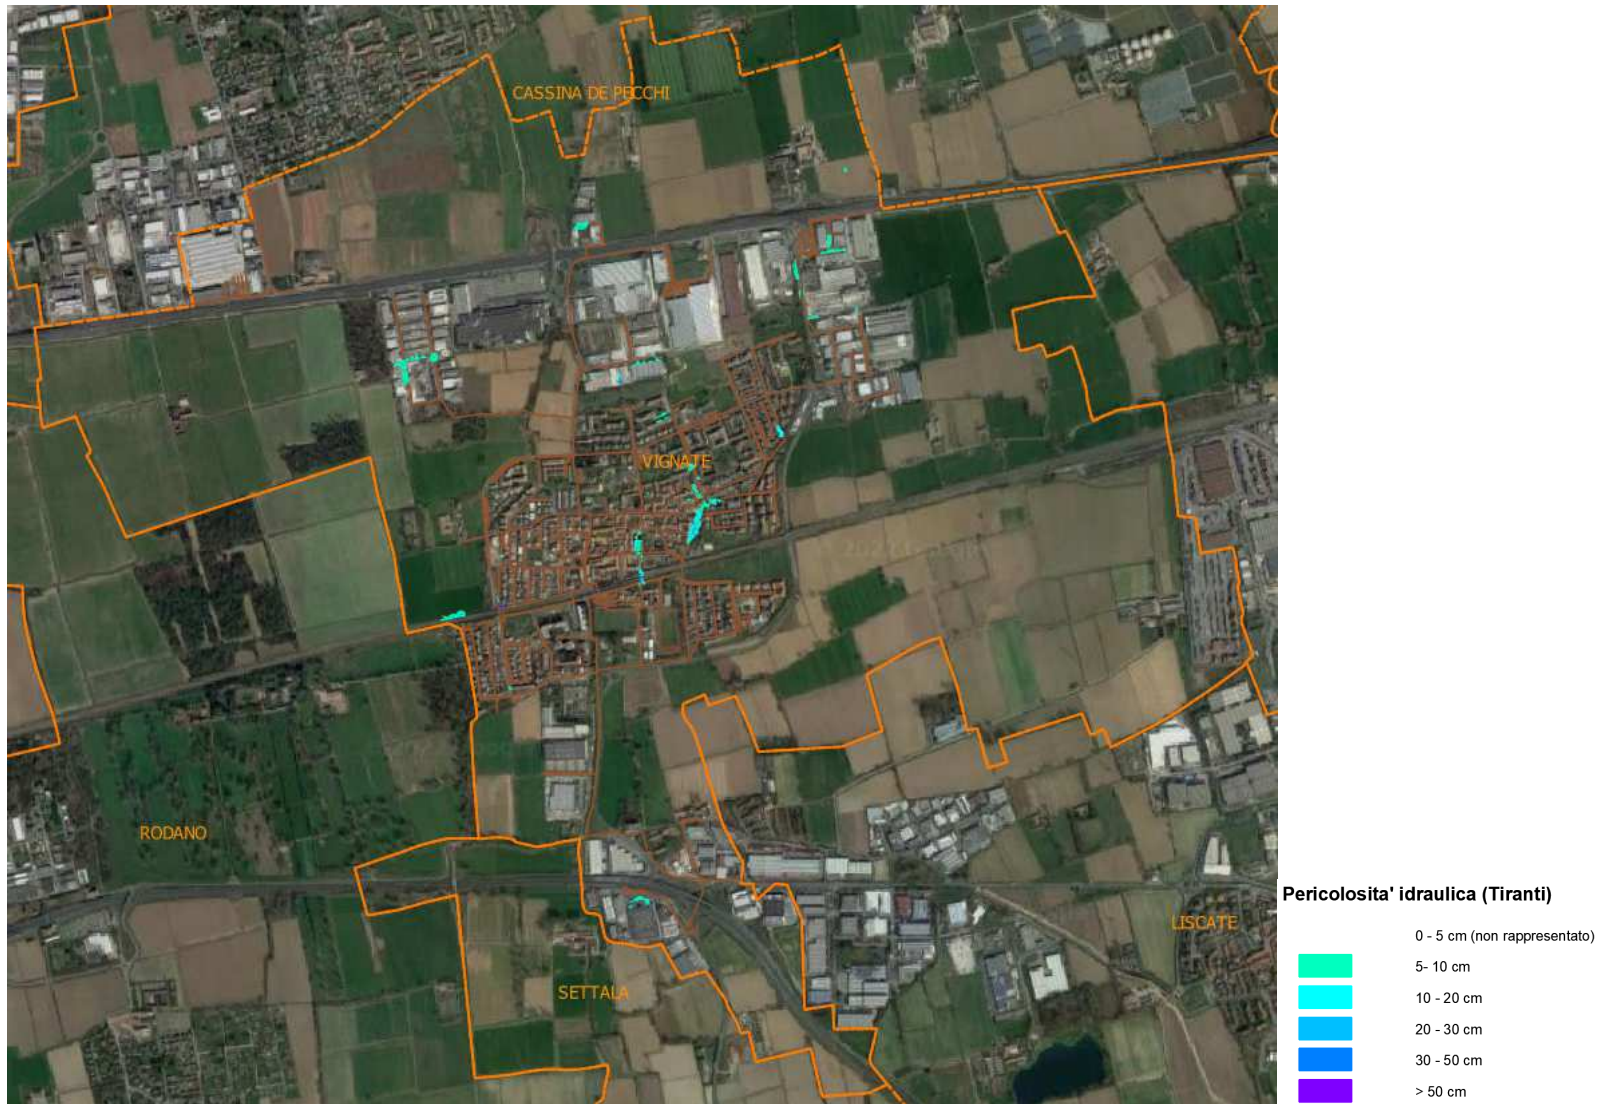 CASSINA DE PECCHI
VIGNATE
RODANO
LISCATE
SETTALA
Pericolosita' idraulica (Tiranti)
0 - 5 cm (non rappresentato)
5- 10 cm
10 - 20 cm
20 - 30 cm
30 - 50 cm
> 50 cm